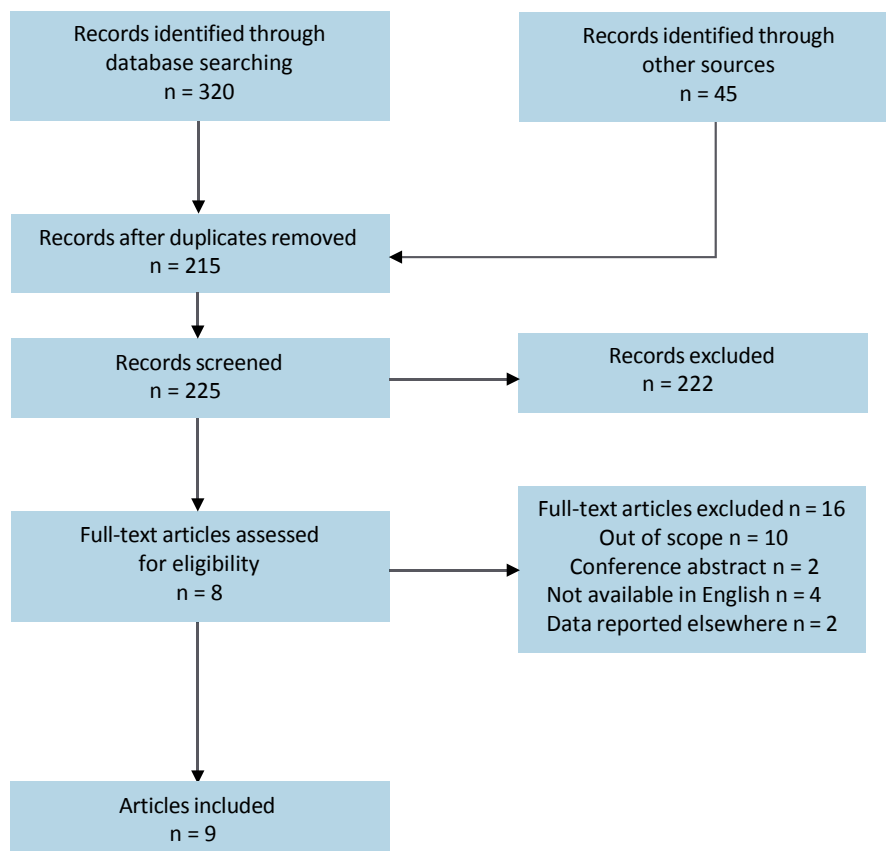 Records identified through
database searching
n = 320
Records identified through
other sources
n = 45
Records after duplicates removed
n = 215
Records screened
n = 225
Records excluded
n = 222
Full-text articles assessed
for eligibility
n = 8
Full-text articles excluded n = 16
Out of scope n = 10
Conference abstract n = 2
Not available in English n = 4
Data reported elsewhere n = 2
Articles included
n = 9